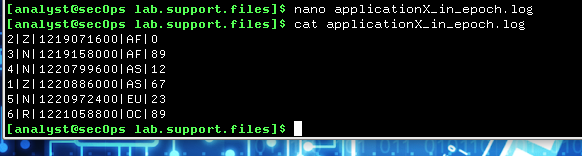 [analyst@secOps lab.support.files]$ nano applicationX_in_epoch.log
[analyst@secOps lab.support.files]$ cat applicationX_in_epoch.log
2|Z|1219071600|AF|0
3|N|1219158000|AF|89
4|N|1220799600|AS|12
1|Z|1220886000|AS|67
5|N|1220972400|EU|23
6|R|1221058800|OC|89
[analyst@secOps lab.support.files]$